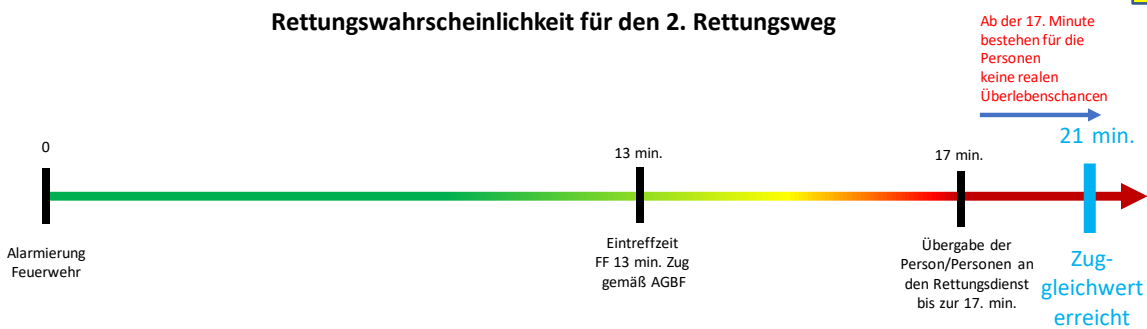 Rettungswahrscheinlichkeit für den 2. Rettungsweg
Ab der 17. Minute
bestehen für die
Personen
keine realen
Überlebenschancen
21 min.
0
13 min.
17 min.
Alarmierung
Feuerwehr
Eintreffzeit
FF 13 min. Zug
gemäß AGBF
Übergabe der
Person/Personen an
den Rettungsdienst
bis zur 17. min.
Zug-
gleichwert
erreicht